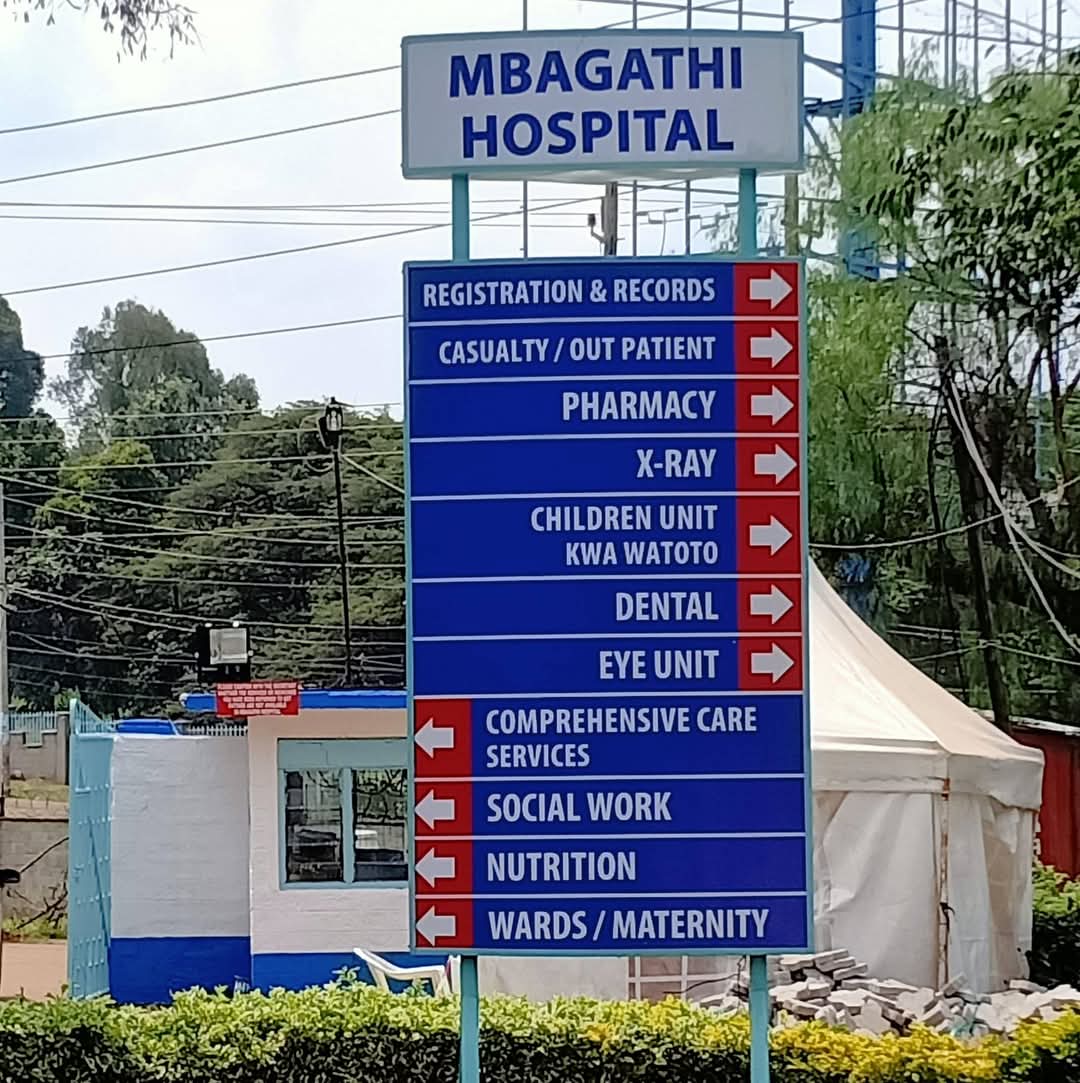 MBAGATHI
HOSPITAL
REGISTRATION & RECORDS
CASUALTY / OUT PATIENT
PHARMACY
X-RAY
CHILDREN UNIT
KWA WATOTO
DENTAL
EYE UNIT
COMPREHENSIVE CARE
SERVICES
SOCIAL WORK
NUTRITION
WARDS / MATERNITY